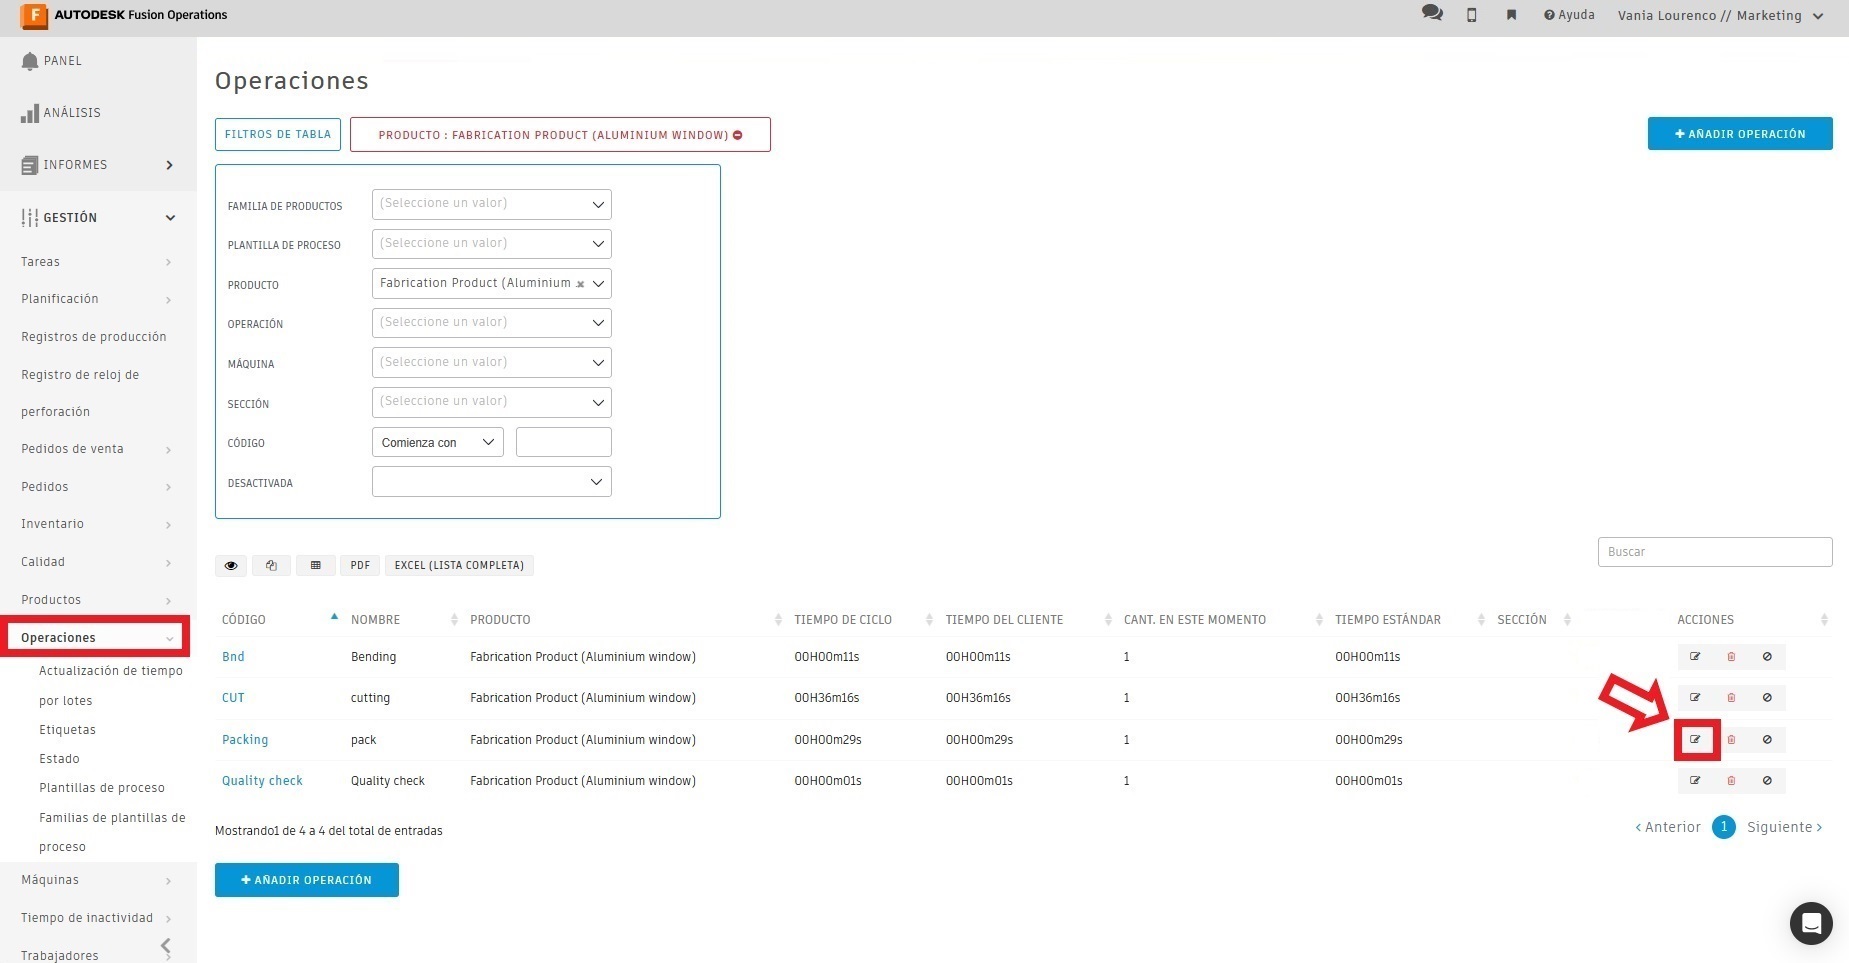 AUTODESK Fusion Operations
Ayuda
Vania Lourenco // Marketing
PANEL
ANÁLISIS
INFORMES
GESTIÓN
Tareas
Planificación
Registros de producción
Registro de reloj de
perforación
Pedidos de venta
Pedidos
Inventario
Calidad
Productos
Operaciones
Actualización de tiempo
por lotes
Etiquetas
Estado
Plantillas de proceso
Familias de plantillas de
proceso
Máquinas
Tiempo de inactividad
Trabajadores
Operaciones
FILTROS DE TABLA
PRODUCTO : FABRICATION PRODUCT (ALUMINIUM WINDOW)
AÑADIR OPERACIÓN
FAMILIA DE PRODUCTOS (Seleccione un valor)
PLANTILLA DE PROCESO (Seleccione un valor)
PRODUCTO Fabrication Product (Aluminium
OPERACIÓN (Seleccione un valor)
MÁQUINA (Seleccione un valor)
SECCIÓN (Seleccione un valor)
CÓDIGO Comienza con
DESACTIVADA
PDF EXCEL (LISTA COMPLETA)
Buscar
CÓDIGO NOMBRE PRODUCTO TIEMPO DE CICLO TIEMPO DEL CLIENTE CANT. EN ESTE MOMENTO TIEMPO ESTÁNDAR SECCIÓN ACCIONES
Bnd Bending Fabrication Product (Aluminium window) 00H00m11s 00H00m11s 1 00H00m11s
CUT cutting Fabrication Product (Aluminium window) 00H36m16s 00H36m16s 1 00H36m16s
Packing pack Fabrication Product (Aluminium window) 00H00m29s 00H00m29s 1 00H00m29s
Quality check Quality check Fabrication Product (Aluminium window) 00H00m01s 00H00m01s 1 00H00m01s
Mostrando1 de 4 a 4 del total de entradas
Anterior 1 Siguiente
AÑADIR OPERACIÓN